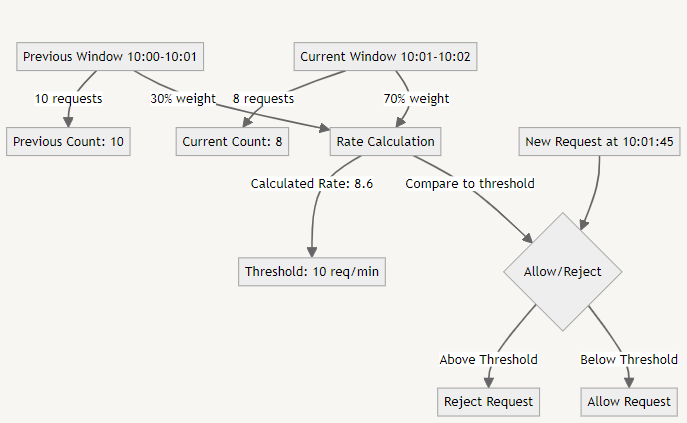 Previous Window 10:00-10:01
Current Window 10:01-10:02
10 requests
30% weight
8 requests
70% weight
Previous Count: 10
Current Count: 8
Rate Calculation
New Request at 10:01:45
Calculated Rate: 8.6
Compare to threshold
Threshold: 10 req/min
Allow/Reject
Above Threshold
Below Threshold
Reject Request
Allow Request